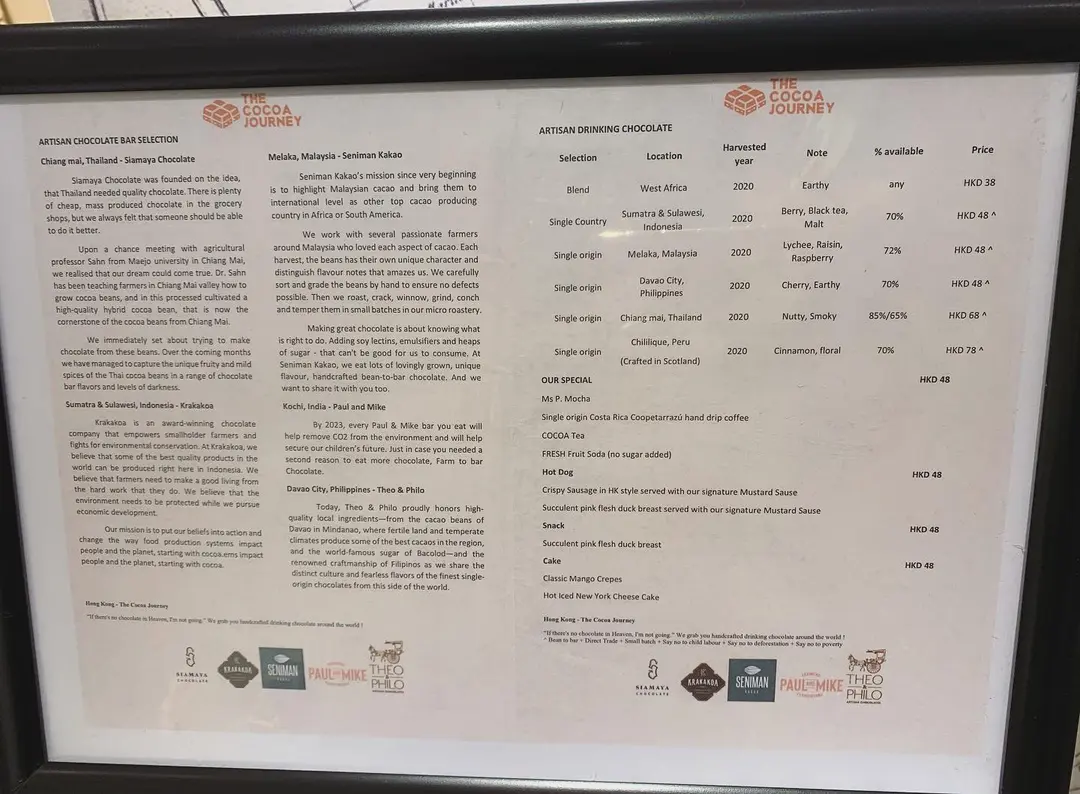 THE
COCOA
JOURNEY
ARTISAN CHOCOLATE BAR SELECTION
Chiang mai, Thailand - Siamaya Chocolate
Siamaya Chocolate was founded on the idea,
that Thailand needed quality chocolate. There is plenty
of cheap, mass produced chocolate in the grocery
shops, but we always felt that someone should be able
to do it better.
Upon a chance meeting with agricultural
professor Sahn from Maejo university in Chiang Mai,
we realised that our dream could come true. Dr. Sahn
has been teaching farmers in Chiang Mai valley how to
grow cocoa beans, and in this processed cultivated a
high-quality hybrid cocoa bean, that is now the
cornerstone of the cocoa beans from Chiang Mai.
We immediately set about trying to make
chocolate from these beans. Over the coming months
we have managed to capture the unique fruity and mild
spices of the Thai cocoa beans in a range of chocolate
bar flavors and levels of darkness.
Sumatra & Sulawesi, Indonesia - Krakakoa
Krakakoa is an award-winning chocolate
company that empowers smallholder farmers and
fights for environmental conservation. At Krakakoa, we
believe that some of the best quality products in the
world can be produced right here in Indonesia. We
believe that farmers need to make a good living from
the hard work that they do. We believe that the
environment needs to be protected while we pursue
economic development.
Our mission is to put our beliefs into action and
change the way food production systems impact
people and the planet, starting with cocoa.ems impact
people and the planet, starting with cocoa.
Melaka, Malaysia - Seniman Kakao
Seniman Kakao's mission since very beginning
is to highlight Malaysian cacao and bring them to
international level as other top cacao producing
country in Africa or South America.
We work with several passionate farmers
around Malaysia who loved each aspect of cacao. Each
harvest, the beans has their own unique character and
distinguish flavour notes that amazes us. We carefully
sort and grade the beans by hand to ensure no defects
possible. Then we roast, crack, winnow, grind, conch
and temper them in small batches in our micro roastery.
Making great chocolate is about knowing what
is right to do. Adding soy lectins, emulsifiers and heaps
of sugar - that can't be good for us to consume. At
Seniman Kakao, we eat lots of lovingly grown, unique
flavour, handcrafted bean-to-bar chocolate. And we
want to share it with you too.
Kochi, India - Paul and Mike
By 2023, every Paul & Mike bar you eat will
help remove CO2 from the environment and will help
secure our children's future. Just in case you needed a
second reason to eat more chocolate, Farm to bar
Chocolate.
Davao City, Philippines - Theo & Philo
Today, Theo & Philo proudly honors high-
quality local ingredients—from the cacao beans of
Davao in Mindanao, where fertile land and temperate
climates produce some of the best cacaos in the region,
and the world-famous sugar of Bacolod—and the
renowned craftmanship of Filipinos as we share the
distinct culture and fearless flavors of the finest single-
origin chocolates from this side of the world.
Hong Kong - The Cocoa Journey
"If there's no chocolate in Heaven, I'm not going." We grab you handcrafted drinking chocolate around the world !
SIAMAYA
CHOCOLATE
KRAKAKOA
SENIMAN
KAKAO
PAUL AND MIKE
THEO
&
PHILO
ARTISAN CHOCOLATES
THE
COCOA
JOURNEY
ARTISAN DRINKING CHOCOLATE
Selection Location Harvested year Note % available Price
Blend West Africa 2020 Earthy any HKD 38
Single Country Sumatra & Sulawesi, Indonesia 2020 Berry, Black tea, Malt 70% HKD 48 ^
Single origin Melaka, Malaysia 2020 Lychee, Raisin, Raspberry 72% HKD 48 ^
Single origin Davao City, Philippines 2020 Cherry, Earthy 70% HKD 48 ^
Single origin Chiang mai, Thailand 2020 Nutty, Smoky 85%/65% HKD 68 ^
Single origin Chililique, Peru (Crafted in Scotland) 2020 Cinnamon, floral 70% HKD 78 ^
OUR SPECIAL HKD 48
Ms P. Mocha
Single origin Costa Rica Coopetarrazú hand drip coffee
COCOA Tea
FRESH Fruit Soda (no sugar added)
Hot Dog HKD 48
Crispy Sausage in HK style served with our signature Mustard Sause
Succulent pink flesh duck breast served with our signature Mustard Sause
Snack HKD 48
Succulent pink flesh duck breast
Cake HKD 48
Classic Mango Crepes
Hot Iced New York Cheese Cake
Hong Kong - The Cocoa Journey
"If there's no chocolate in Heaven, I'm not going." We grab you handcrafted drinking chocolate around the world !
^ Bean to bar + Direct Trade + Small batch + Say no to child labour + Say no to deforestation + Say no to poverty
SIAMAYA
CHOCOLATE
KRAKAKOA
SENIMAN
KAKAO
PAUL AND MIKE
THEO
&
PHILO
ARTISAN CHOCOLATES